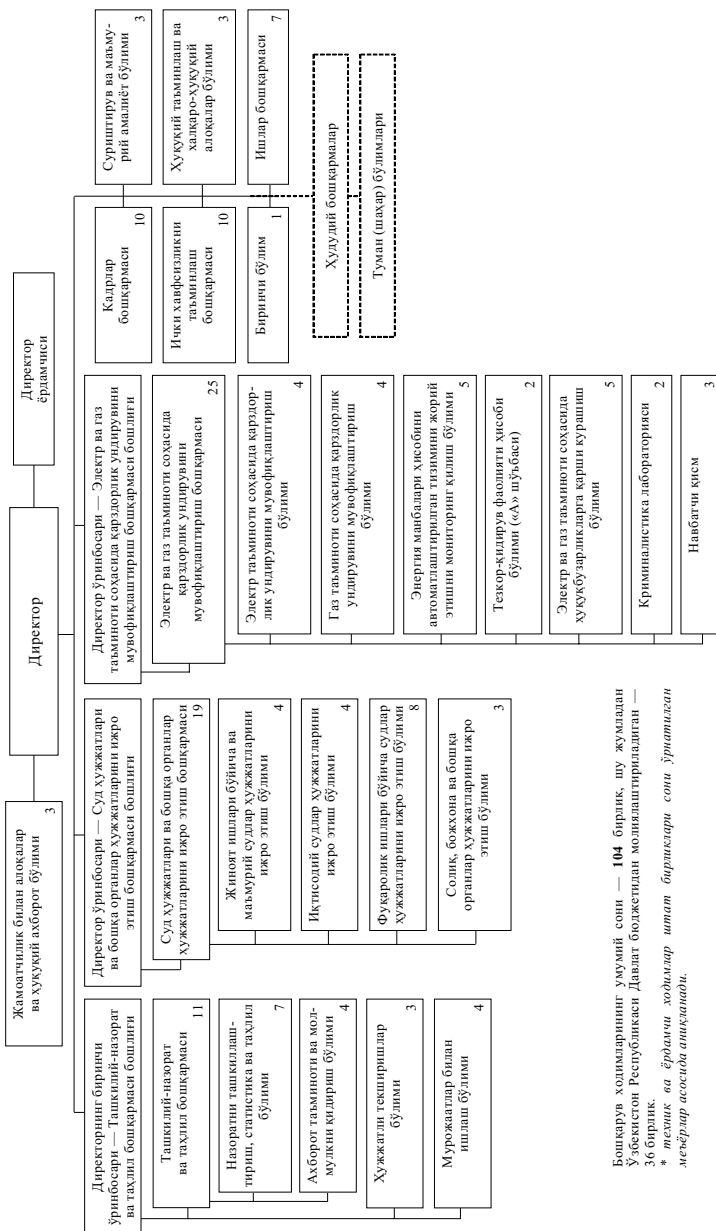 Жамоатчилик билан алоқалар
ва ҳуқуқий ахборот бўлими
3
Директор
Директор
ёрдамчиси
Директорнинг биринчи
ўринбосари — Ташкилий-назорат
ва таҳлил бошқармаси бошлиғи
Ташкилий-назорат
ва таҳлил бошқармаси
11
Назоратни ташкиллаш-
тириш, статистика ва таҳлил
бўлими
7
Ахборот таъминоти ва мол-
мулкни қидириш бўлими
4
Ҳужжатли текширишлар
бўлими
3
Мурожаатлар билан
ишлаш бўлими
4
Директор ўринбосари — Суд ҳужжатлари
ва бошқа органлар ҳужжатларини ижро
этиш бошқармаси бошлиғи
Суд ҳужжатлари ва бошқа органлар
ҳужжатларини ижро этиш бошқармаси
19
Жиноят ишлари бўйича ва
маъмурий судлар ҳужжатларини
ижро этиш бўлими
4
Иқтисодий судлар ҳужжатларини
ижро этиш бўлими
4
Фуқаролик ишлари бўйича судлар
ҳужжатларини ижро этиш бўлими
8
Солиқ, божхона ва бошқа
органлар ҳужжатларини ижро
этиш бўлими
3
Директор ўринбосари — Электр ва газ
таъминоти соҳасида қарздорлик ундирувини
мувофиқлаштириш бошқармаси бошлиғи
Электр ва газ таъминоти соҳасида
қарздорлик ундирувини
мувофиқлаштириш бошқармаси
25
Электр таъминоти соҳасида қарздор-
лик ундирувини мувофиқлаштириш
бўлими
4
Газ таъминоти соҳасида қарздорлик
ундирувини мувофиқлаштириш
бўлими
4
Энергия манбалари ҳисобини
автоматлаштирилган тизимини жорий
этишни мониторинг қилиш бўлими
5
Тезкор-қидирув фаолияти ҳисоби
бўлими («А» шўъбаси)
2
Электр ва газ таъминоти соҳасида
ҳуқуқбузарликларга қарши курашиш
бўлими
5
Криминалистика лабораторияси
2
Навбатчи қисм
3
Кадрлар
бошқармаси
10
Суриштирув ва маъму-
рий амалиёт бўлими
3
Ички хавфсизликни
таъминлаш
бошқармаси
10
Ҳуқуқий таъминлаш ва
халқаро-ҳуқуқий
алоқалар бўлими
3
Биринчи бўлим
1
Ишлар бошқармаси
7
Ҳудудий бошқармалар
Туман (шаҳар) бўлимлари
Бошқарув ходимларининг умумий сони — 104 бирлик, шу жумладан
Ўзбекистон Республикаси Давлат бюджетидан молиялаштириладиган —
36 бирлик.
* техник ва ёрдамчи ходимлар штат бирликлари сони ўрнатилган
меъёрлар асосида аниқланади.